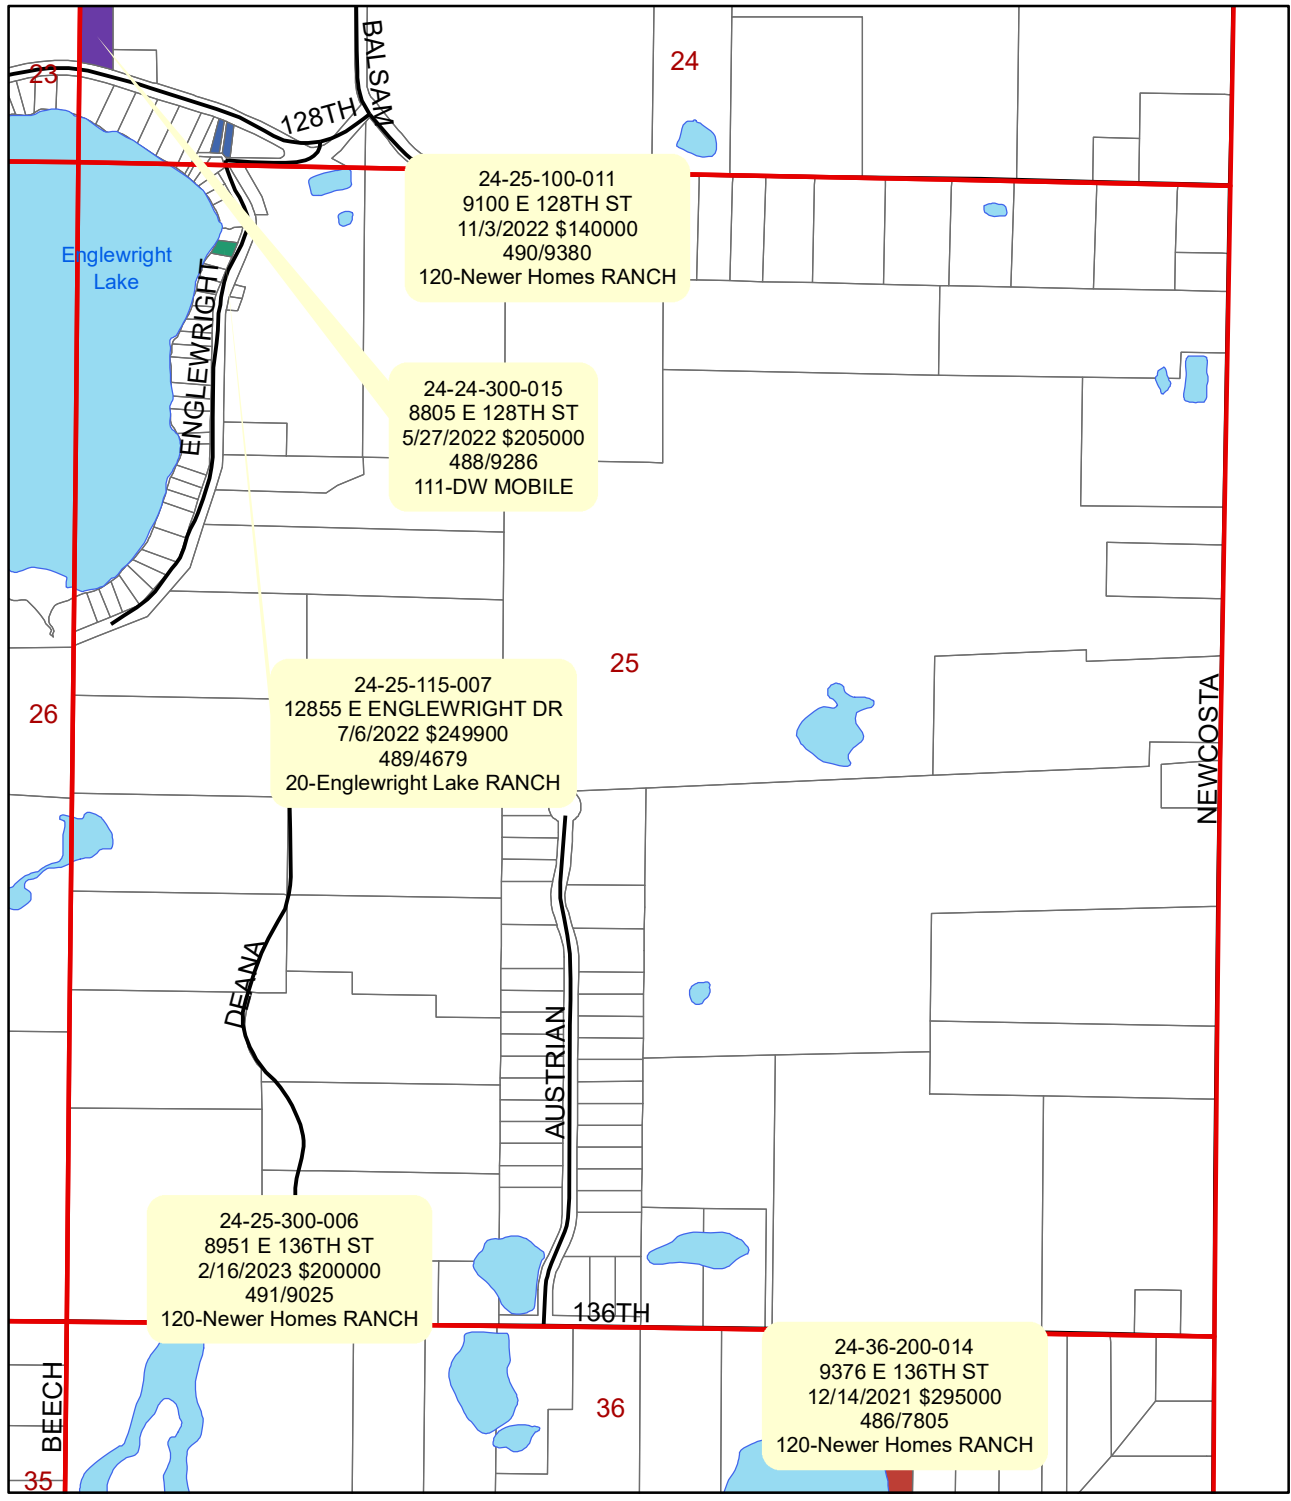 BALSAM
24
23
128TH
24-25-100-011
9100 E 128TH ST
11/3/2022 $140000
490/9380
120-Newer Homes RANCH
Englewright
Lake
ENGLEWRIGHT
24-24-300-015
8805 E 128TH ST
5/27/2022 $205000
488/9286
111-DW MOBILE
25
24-25-115-007
12855 E ENGLEWRIGHT DR
7/6/2022 $249900
489/4679
20-Englewright Lake RANCH
26
NEWCOSTA
DEANA
AUSTRIAN
24-25-300-006
8951 E 136TH ST
2/16/2023 $200000
491/9025
120-Newer Homes RANCH
136TH
24-36-200-014
9376 E 136TH ST
12/14/2021 $295000
486/7805
120-Newer Homes RANCH
BEECH
36
35